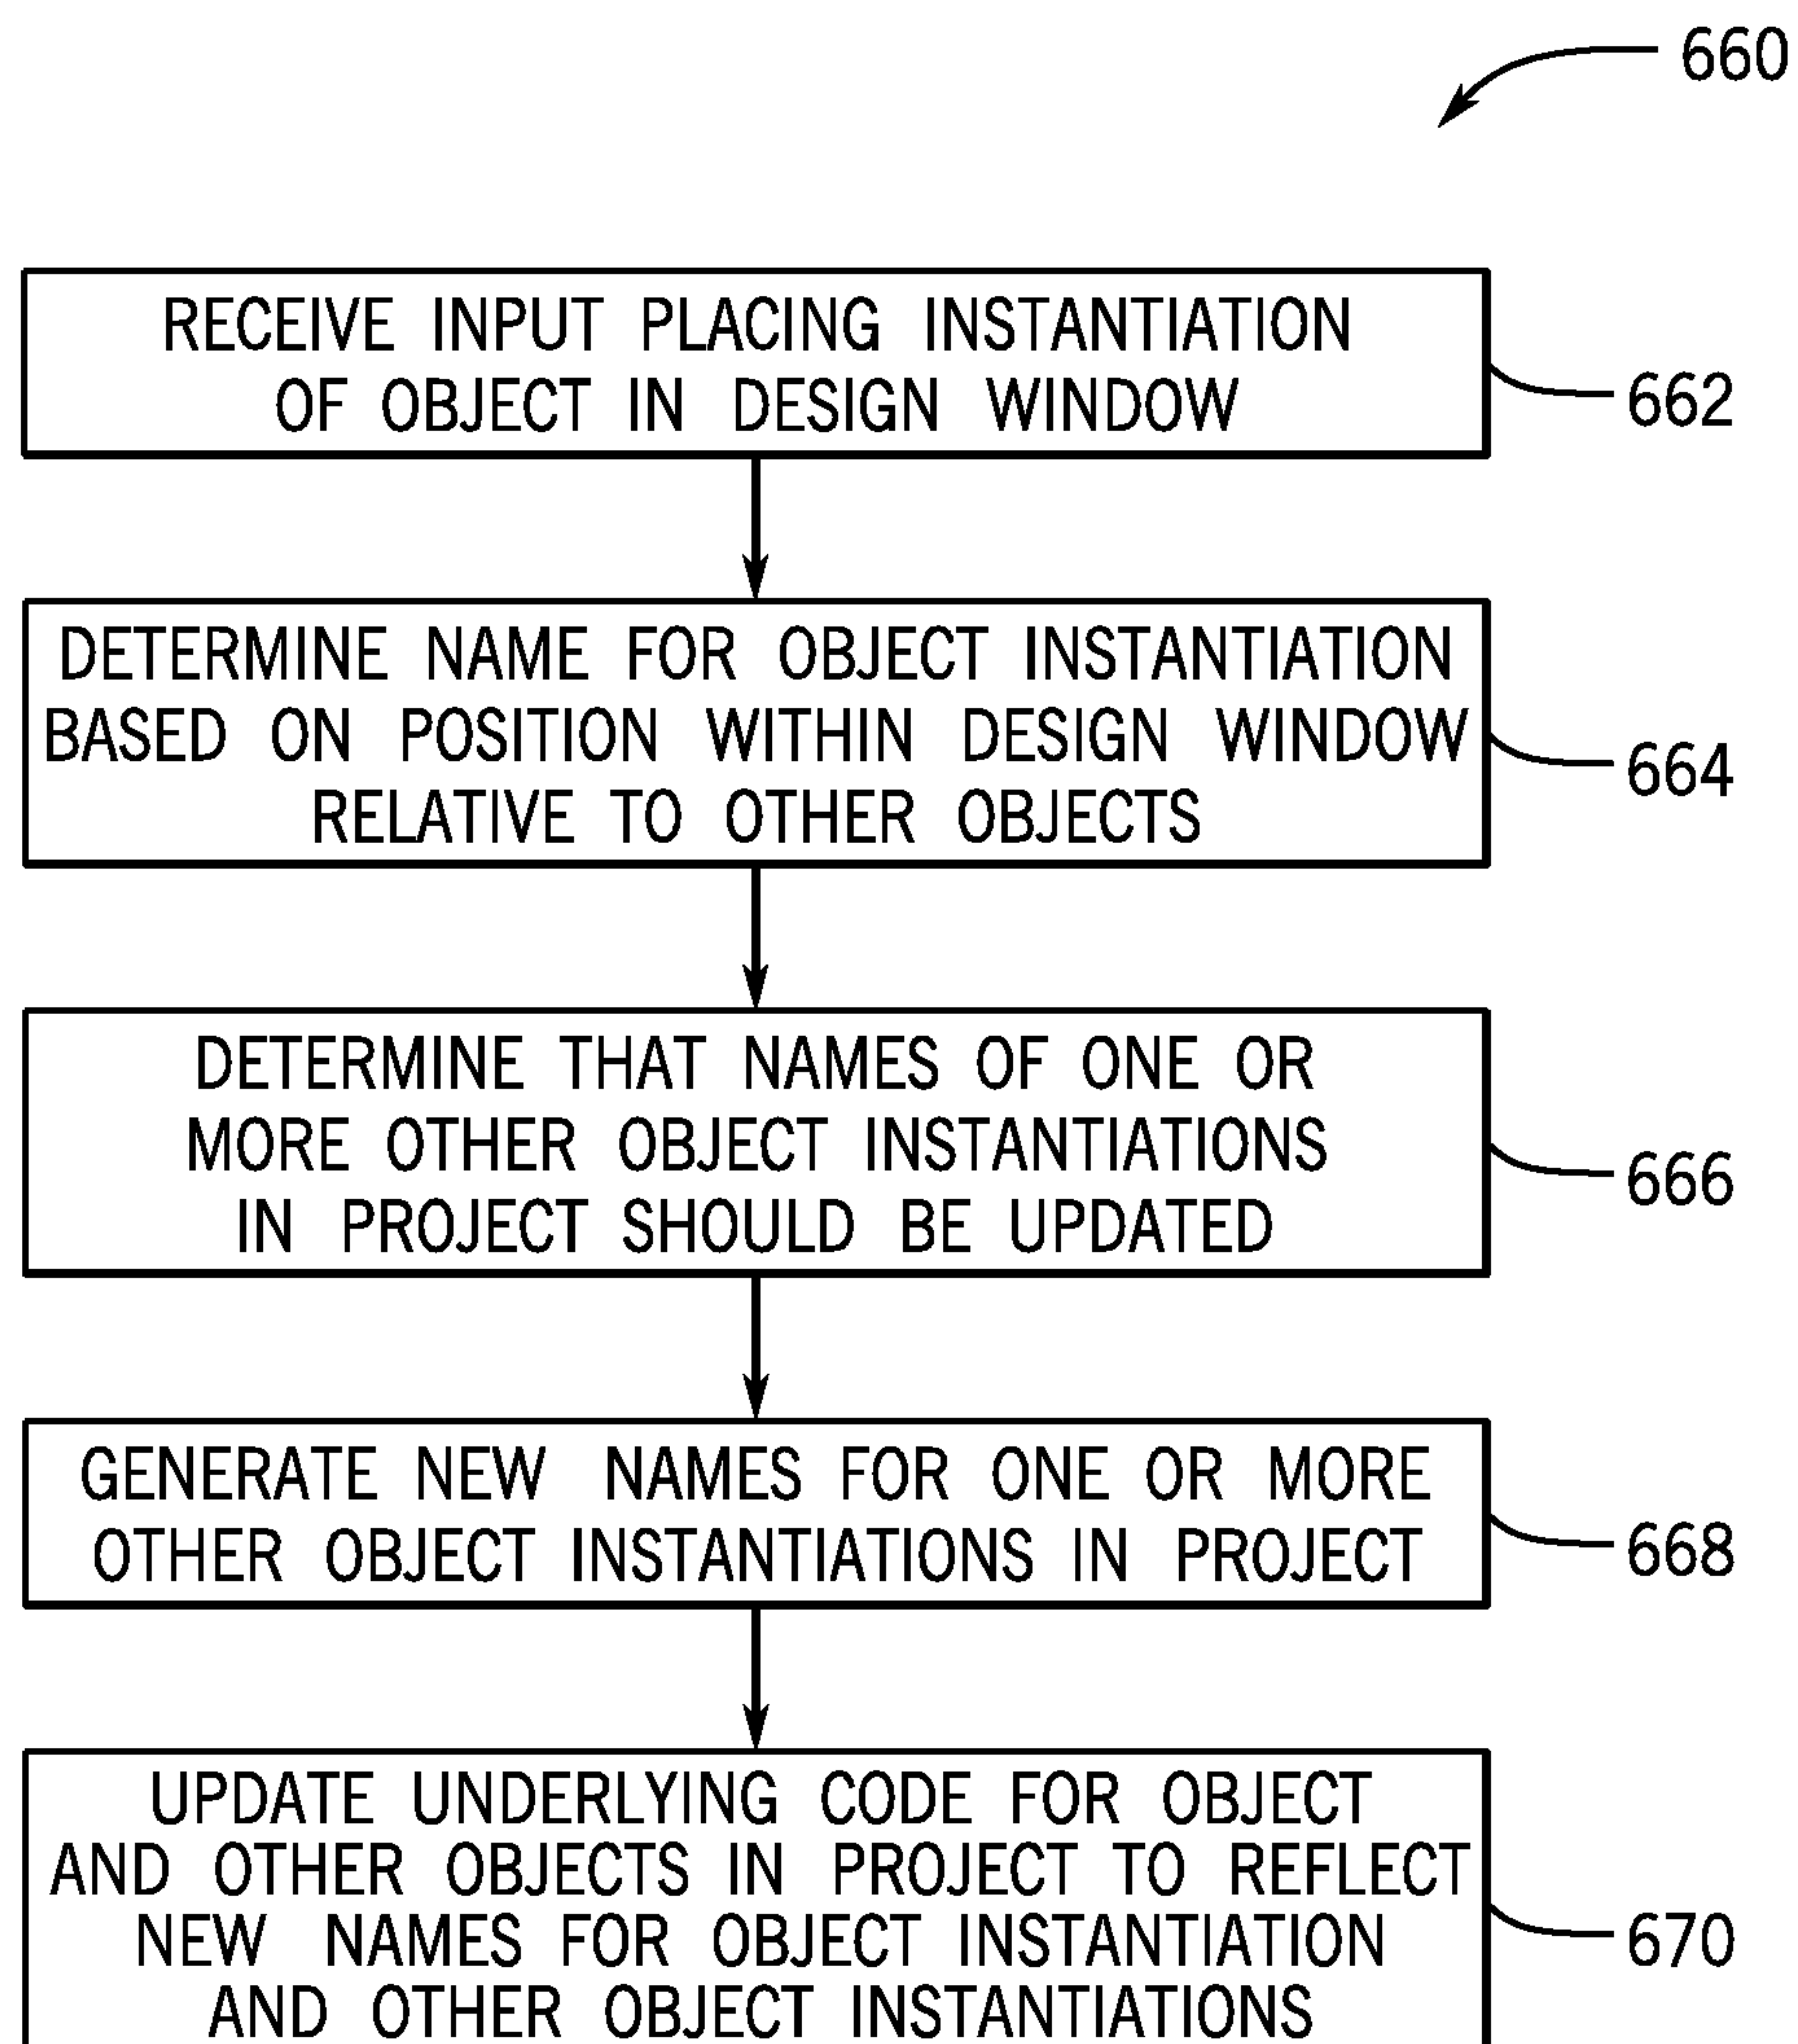 660
RECEIVE INPUT PLACING INSTANTIATION
OF OBJECT IN DESIGN WINDOW
662
DETERMINE NAME FOR OBJECT INSTANTIATION
BASED ON POSITION WITHIN DESIGN WINDOW
RELATIVE TO OTHER OBJECTS
664
DETERMINE THAT NAMES OF ONE OR
MORE OTHER OBJECT INSTANTIATIONS
IN PROJECT SHOULD BE UPDATED
666
GENERATE NEW NAMES FOR ONE OR MORE
OTHER OBJECT INSTANTIATIONS IN PROJECT
668
UPDATE UNDERLYING CODE FOR OBJECT
AND OTHER OBJECTS IN PROJECT TO REFLECT
NEW NAMES FOR OBJECT INSTANTIATION
AND OTHER OBJECT INSTANTIATIONS
670